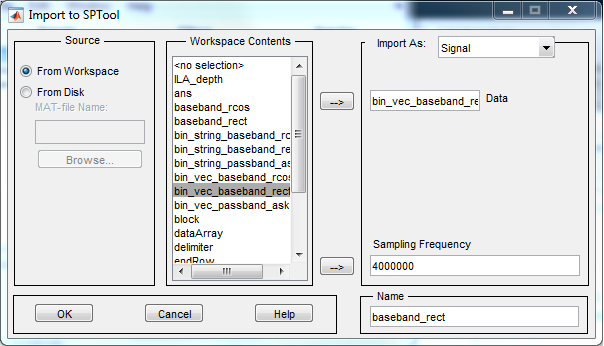 Import to SPTool
Source
From Workspace
From Disk
MAT-file Name:
Browse...
Workspace Contents
<no selection>
ILA_depth
ans
baseband_rcos
baseband_rect
bin_string_baseband_rc
bin_string_baseband_re
bin_string_passband_as
bin_vec_baseband_rcos
bin_vec_baseband_rect
bin_vec_passband_ask
block
dataArray
delimiter
endRow
-->
-->
Import As: Signal
bin_vec_baseband_re Data
Sampling Frequency
4000000
OK Cancel Help
Name
baseband_rect